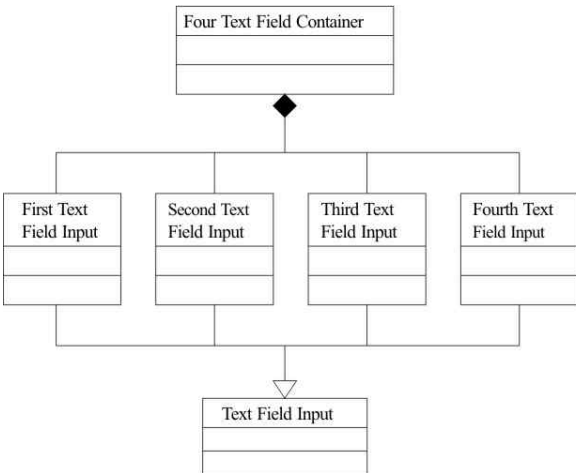 Four Text Field Container
First Text
Field Input
Second Text
Field Input
Third Text
Field Input
Fourth Text
Field Input
Text Field Input